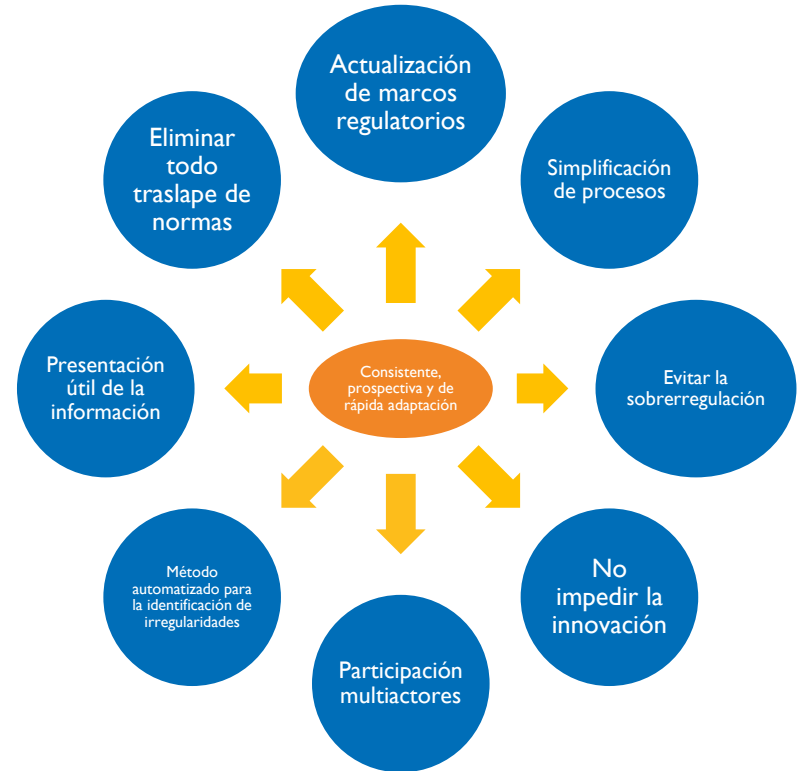 Actualización
de marcos
regulatorios
Simplificación
de procesos
Evitar la
sobrerregulación
No
impedir la
innovación
Participación
multiactores
Método
automatizado para
la identificación de
irregularidades
Presentación
útil de la
información
Eliminar
todo
traslape de
normas
Consistente,
prospectiva y de
rápida adaptación